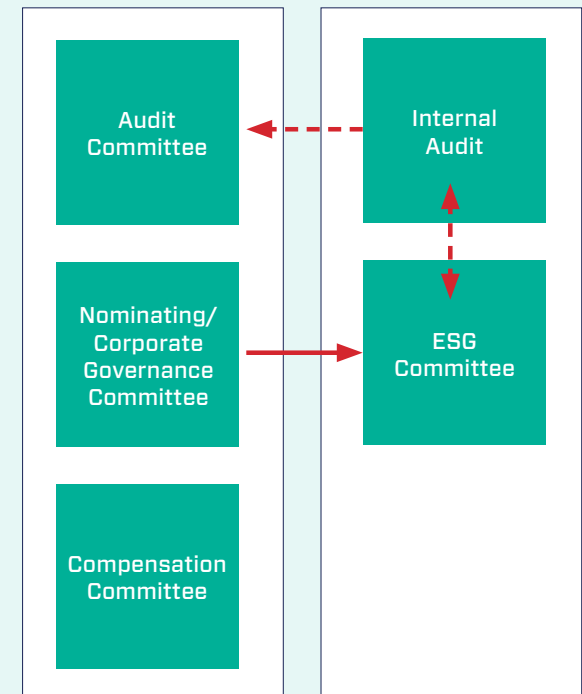 Audit
Committee
Internal
Audit
Nominating/
Corporate
Governance
Committee
ESG
Committee
Compensation
Committee